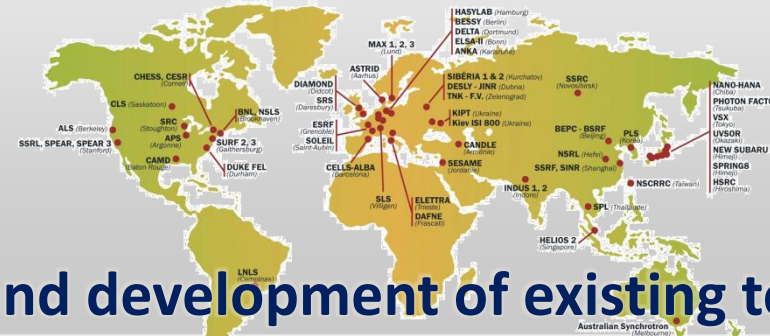 HASYLAB (Hamburg)
BESSY (Berlin)
DELTA (Dortmund)
ELSA-II (Bonn)
ANKA (Karlsruhe)
MAX 1, 2, 3
(Lund)
ASTRID
(Aarhus)
CHESS, CESR
(Cornell)
DIAMOND
(Didcot)
SRS
(Daresbury)
ESRF
(Grenoble)
SOLEIL
(Saint-Aubin)
SIBÉRIA 1 & 2 (Kurchatov)
DESLY - JINR (Dubna)
TNK - F.V. (Zelenograd)
SSRC
(Novosibirsk)
NANO-HANA
(Chiba)
PHOTON FACTO
(Tsukuba)
VSX
(Tokyo)
UVSOR
(Okazaki)
NEW SUBARU
(Himeji)
SPRING8
(Himeji)
HSRC
(Hiroshima)
CLS (Saskatoon)
BNL, NSLS
(Brookhaven)
KIPT (Ukraine)
Kiev ISI 800 (Ukraine)
ALS (Berkeley)
SRC
(Stoughton)
APS
(Argonne)
SSRL, SPEAR, SPEAR 3
(Stanford)
SURF 2, 3
(Gaithersburg)
BEPC - BSRF
(Beijing)
PLS
(Korea)
CAMD
(Baton Rouge)
DUKE FEL
(Durham)
CELLS-ALBA
(Barcelona)
CANDLE
(Arménie)
SESAME
(Jordanie)
NSRL (Hefei)
SSRF, SINR (Shanghai)
INDUS 1, 2
(Indore)
NSCRRC (Taïwan)
SLS
(Villigen)
ELETTRA
(Trieste)
DAFNE
(Frascati)
SPL (Thaïlande)
HELIOS 2
(Singapore)
LNLS
(Campinas)
nd development of existing te
Australian Synchrotron
(Melbourne)